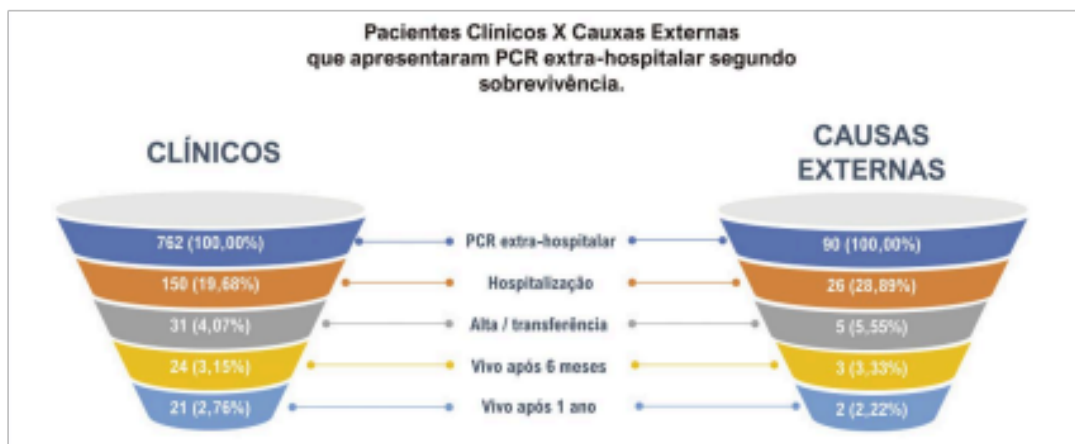 Pacientes Clínicos X Cauxas Externas
que apresentaram PCR extra-hospitalar segundo
sobrevivência.
CLÍNICOS
CAUSAS
EXTERNAS
762 (100,00%)
PCR extra-hospitalar
90 (100,00%)
150 (19,68%)
Hospitalização
26 (28,89%)
31 (4,07%)
Alta / transferência
5 (5,55%)
24 (3,15%)
Vivo após 6 meses
3 (3,33%)
21 (2,76%)
Vivo após 1 ano
2 (2,22%)